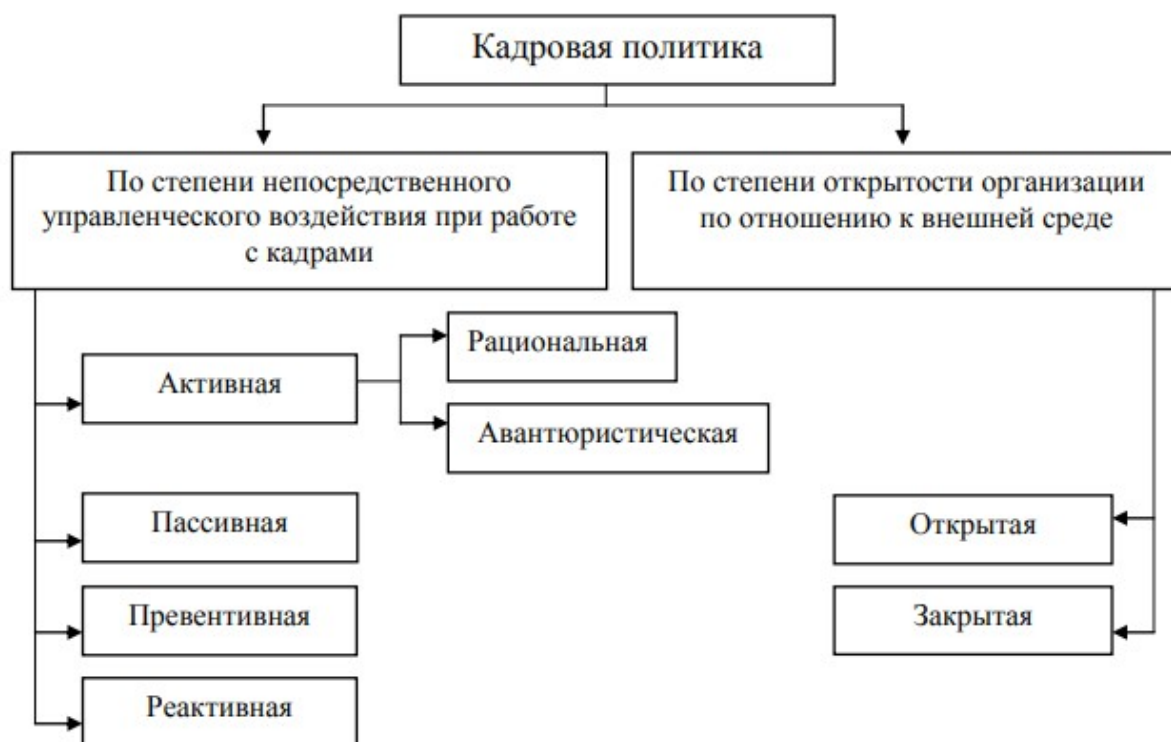 Кадровая политика
По степени непосредственного
управленческого воздействия при работе
с кадрами
По степени открытости организации
по отношению к внешней среде
Активная
Рациональная
Авантюристическая
Пассивная
Превентивная
Реактивная
Открытая
Закрытая